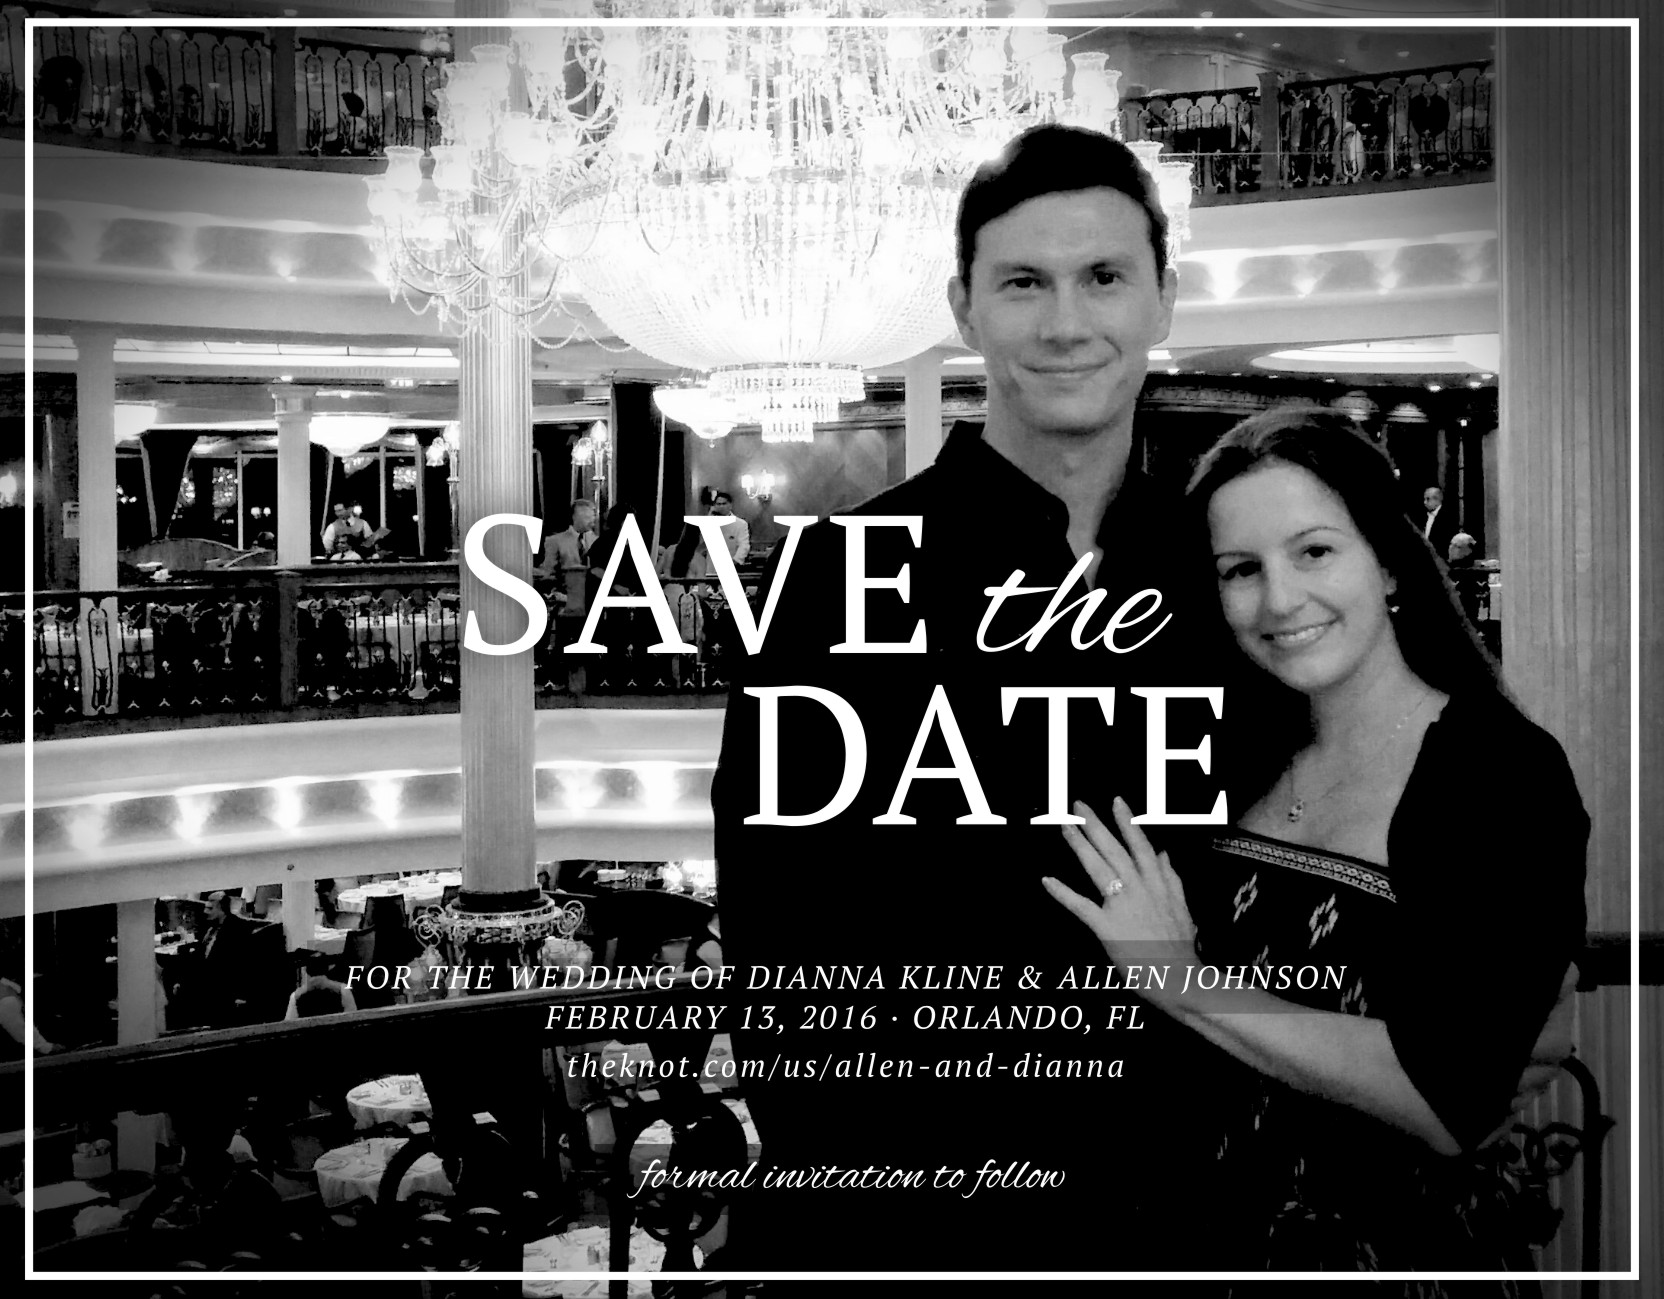 SAVE the
DATE
FOR THE WEDDING OF DIANNA KLINE & ALLEN JOHNSON
FEBRUARY 13, 2016 · ORLANDO, FL
theknot.com/us/allen-and-dianna
formal invitation to follow